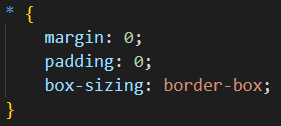 * {
    margin: 0;
    padding: 0;
    box-sizing: border-box;
}